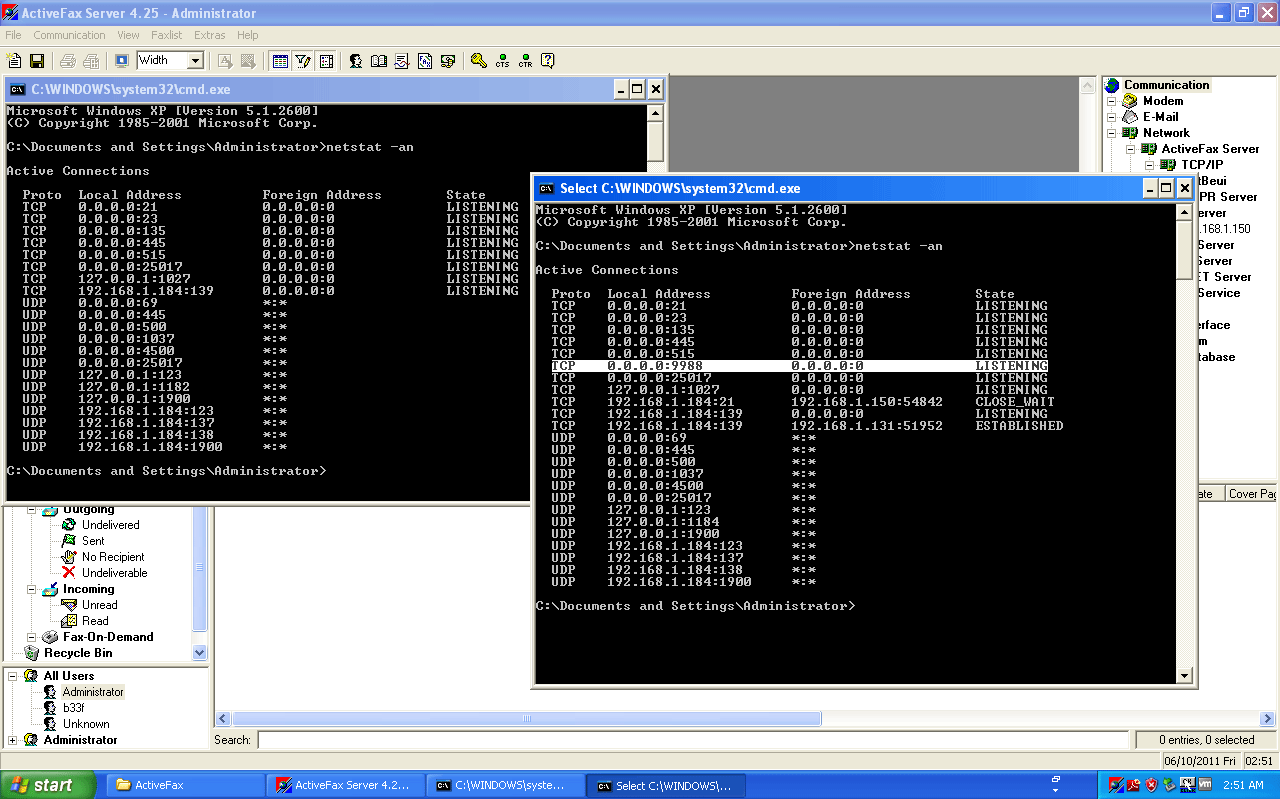 ActiveFax Server 4.25 - Administrator
File Communication View Faxlist Extras Help
Width CTS CTR
C:\WINDOWS\system32\cmd.exe
Microsoft Windows XP [Version 5.1.2600]
(C) Copyright 1985-2001 Microsoft Corp.
C:\Documents and Settings\Administrator>netstat -an
Active Connections
Proto Local Address Foreign Address State
TCP 0.0.0.0:21 0.0.0.0:0 LISTENING
TCP 0.0.0.0:23 0.0.0.0:0 LISTENING
TCP 0.0.0.0:135 0.0.0.0:0 LISTENING
TCP 0.0.0.0:445 0.0.0.0:0 LISTENING
TCP 0.0.0.0:515 0.0.0.0:0 LISTENING
TCP 0.0.0.0:25017 0.0.0.0:0 LISTENING
TCP 127.0.0.1:1027 0.0.0.0:0 LISTENING
TCP 192.168.1.184:139 0.0.0.0:0 LISTENING
UDP 0.0.0.0:69 *:*
UDP 0.0.0.0:445 *:*
UDP 0.0.0.0:500 *:*
UDP 0.0.0.0:1037 *:*
UDP 0.0.0.0:4500 *:*
UDP 0.0.0.0:25017 *:*
UDP 127.0.0.1:123 *:*
UDP 127.0.0.1:1182 *:*
UDP 127.0.0.1:1900 *:*
UDP 192.168.1.184:123 *:*
UDP 192.168.1.184:137 *:*
UDP 192.168.1.184:138 *:*
UDP 192.168.1.184:1900 *:*
C:\Documents and Settings\Administrator>
Select C:\WINDOWS\system32\cmd.exe
Microsoft Windows XP [Version 5.1.2600]
(C) Copyright 1985-2001 Microsoft Corp.
C:\Documents and Settings\Administrator>netstat -an
Active Connections
Proto Local Address Foreign Address State
TCP 0.0.0.0:21 0.0.0.0:0 LISTENING
TCP 0.0.0.0:23 0.0.0.0:0 LISTENING
TCP 0.0.0.0:135 0.0.0.0:0 LISTENING
TCP 0.0.0.0:445 0.0.0.0:0 LISTENING
TCP 0.0.0.0:515 0.0.0.0:0 LISTENING
TCP 0.0.0.0:9988 0.0.0.0:0 LISTENING
TCP 0.0.0.0:25017 0.0.0.0:0 LISTENING
TCP 127.0.0.1:1027 0.0.0.0:0 LISTENING
TCP 192.168.1.184:21 192.168.1.150:54842 CLOSE_WAIT
TCP 192.168.1.184:139 0.0.0.0:0 LISTENING
TCP 192.168.1.184:139 192.168.1.131:51952 ESTABLISHED
UDP 0.0.0.0:69 *:*
UDP 0.0.0.0:445 *:*
UDP 0.0.0.0:500 *:*
UDP 0.0.0.0:1037 *:*
UDP 0.0.0.0:4500 *:*
UDP 0.0.0.0:25017 *:*
UDP 127.0.0.1:123 *:*
UDP 127.0.0.1:1184 *:*
UDP 127.0.0.1:1900 *:*
UDP 192.168.1.184:123 *:*
UDP 192.168.1.184:137 *:*
UDP 192.168.1.184:138 *:*
UDP 192.168.1.184:1900 *:*
C:\Documents and Settings\Administrator>
Communication
Modem
E-Mail
Network
ActiveFax Server
TCP/IP
tBeui
PR Server
erver
.168.1.150
Server
erver
ET Server
Service
erface
m
tabase
ate Cover Pag
Outgoing
Undelivered
Sent
No Recipient
Undeliverable
Incoming
Unread
Read
Fax-On-Demand
Recycle Bin
All Users
Administrator
b33f
Unknown
Administrator
Search: 0 entries, 0 selected
06/10/2011 Fri 02:51
start ActiveFax ActiveFax Server 4.2... C:\WINDOWS\syste... Select C:\WINDOWS\... 2:51 AM